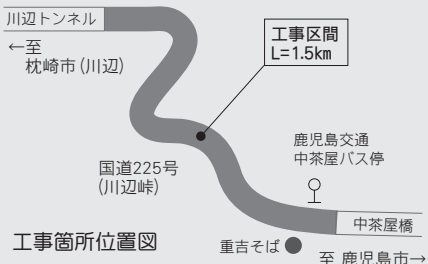 川辺トンネル
←至
枕崎市(川辺)
工事区間
L=1.5km
鹿児島交通
中茶屋バス停
国道225号
(川辺峠)
中茶屋橋
工事箇所位置図
重吉そば
至 鹿児島市→